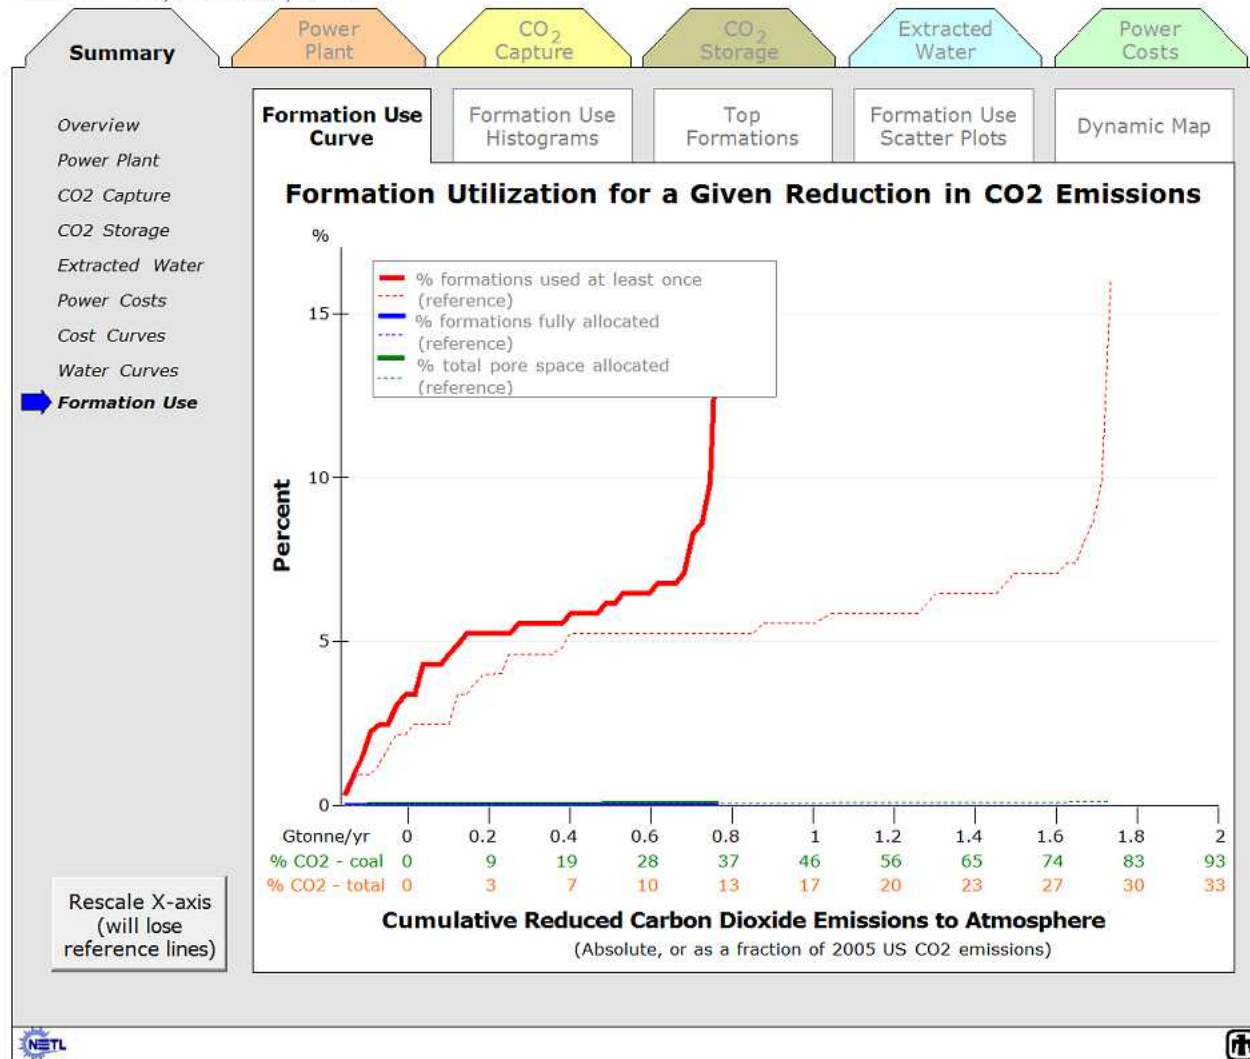 Summary
Power
Plant
CO2
Capture
CO2
Storage
Extracted
Water
Power
Costs
Overview
Power Plant
CO2 Capture
CO2 Storage
Extracted Water
Power Costs
Cost Curves
Water Curves
Formation Use
Formation Use
Curve
Formation Use
Histograms
Top
Formations
Formation Use
Scatter Plots
Dynamic Map
Formation Utilization for a Given Reduction in CO2 Emissions
%
% formations used at least once
(reference)
% formations fully allocated
(reference)
% total pore space allocated
(reference)
15
10
5
0
Percent
Gtonne/yr 0 0.2 0.4 0.6 0.8 1 1.2 1.4 1.6 1.8 2
% CO2 - coal 0 9 19 28 37 46 56 65 74 83 93
% CO2 - total 0 3 7 10 13 17 20 23 27 30 33
Cumulative Reduced Carbon Dioxide Emissions to Atmosphere
(Absolute, or as a fraction of 2005 US CO2 emissions)
Rescale X-axis
(will lose
reference lines)
NETL